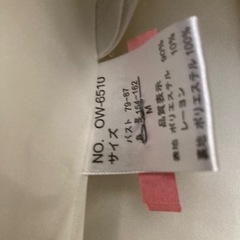 NO. OW-6510
サイズ
バスト 79-87
身 長 154-162
M
品質表示
表地 ポリエステル 90%
レーヨン 10%
裏地 ポリエステル 100%